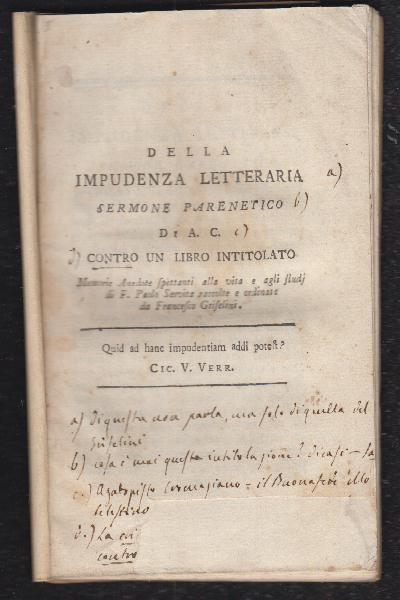 DELLA
IMPUDENZA LETTERARIA a)
SERMONE PARENETICO b)
DI A. C. c)
d) CONTRO UN LIBRO INTITOLATO
Memorie Anedote spettanti alla vita e agli studj
di F. Paolo Servita raccolte e ordinate
da Francesco Griselini.
Quid ad hanc impudentiam addi potest?
CIC. V. VERR.
a) Di questa non parla, ma solo di quella del
Griselini
b) cosa è mai questa intitolazione? dicasi
c) Agatopisto Cromaziano = il Buonafede
d) La
contro